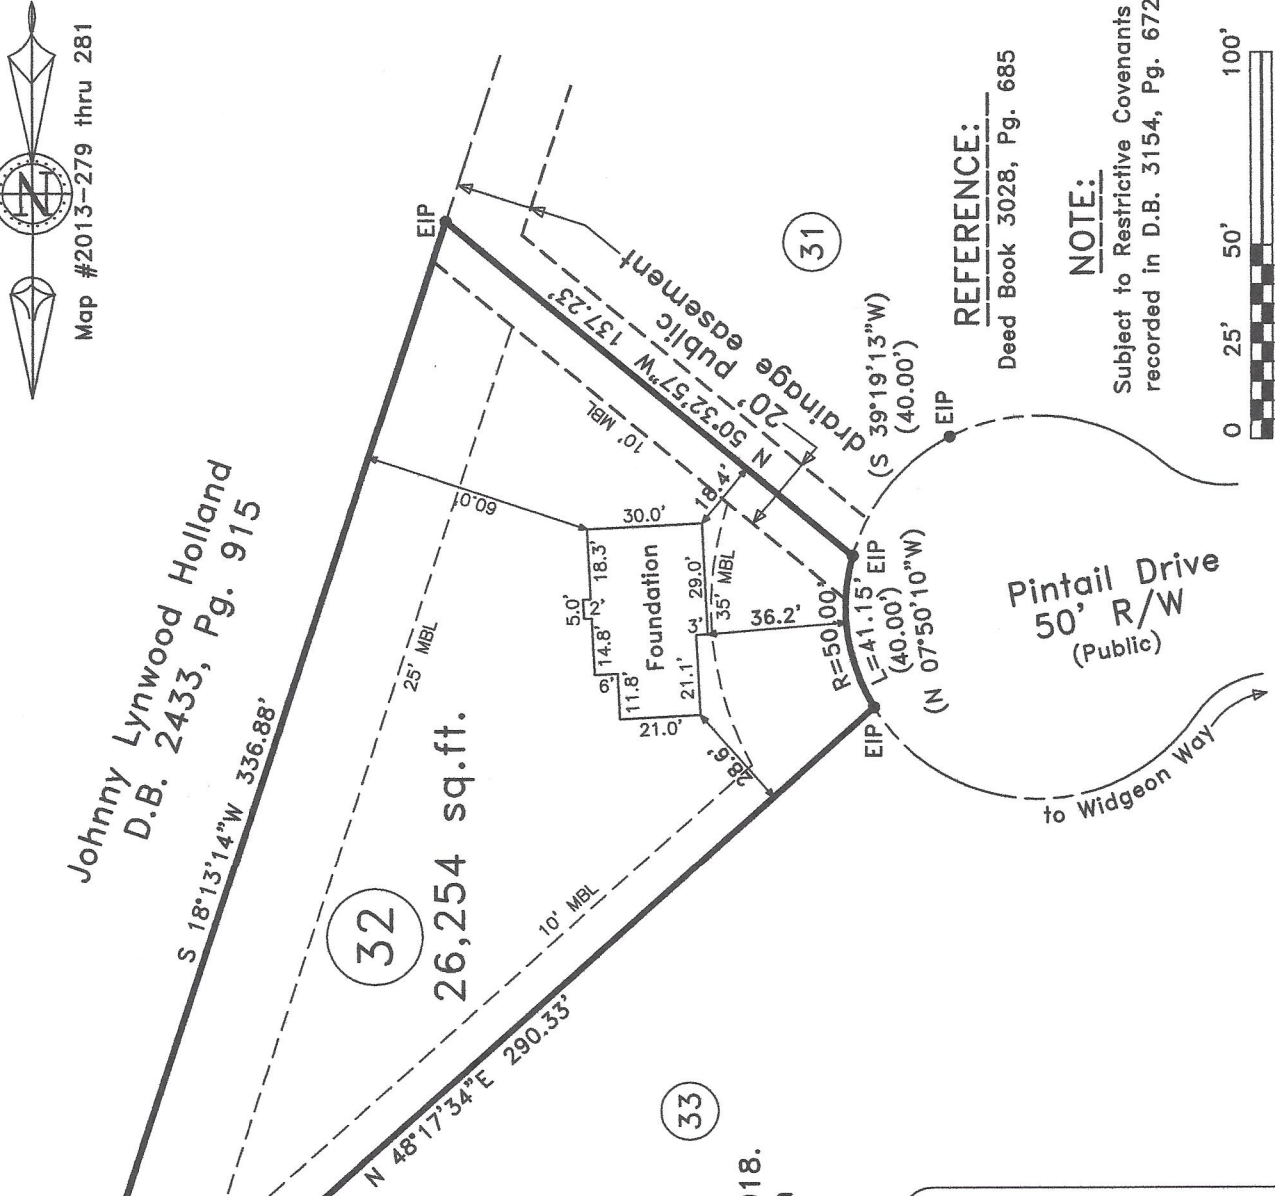 Map #2013-279 thru 281
N
Johnny Lynwood Holland
D.B. 2433, Pg. 915
S 18°13'14"W 336.88'
EIP
25' MBL
60.0'
10' MBL
N 50°32'57"W 137.23'
20' public
drainage easement
31
32
26,254 sq.ft.
Foundation
30.0'
18.3'
5.0'
2'
14.8'
6'
11.8'
21.0'
21.1'
3'
29.0'
18.4'
35' MBL
36.2'
28.6'
10' MBL
N 48°17'34"E 290.33'
33
R=50.00'
L=41.15'
(40.00')
(N 07°50'10"W)
EIP
EIP
(S 39°19'13"W)
(40.00')
EIP
Pintail Drive
50' R/W
(Public)
to Widgeon Way
REFERENCE:
Deed Book 3028, Pg. 685
NOTE:
Subject to Restrictive Covenants
recorded in D.B. 3154, Pg. 672
0 25' 50' 100'
018.